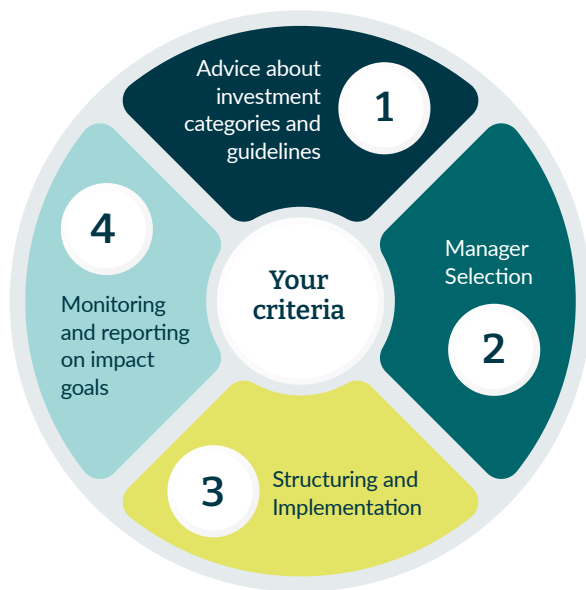 Advice about
investment
categories and
guidelines
1
Manager
Selection
2
Structuring and
Implementation
3
4
Monitoring
and reporting
on impact
goals
Your
criteria